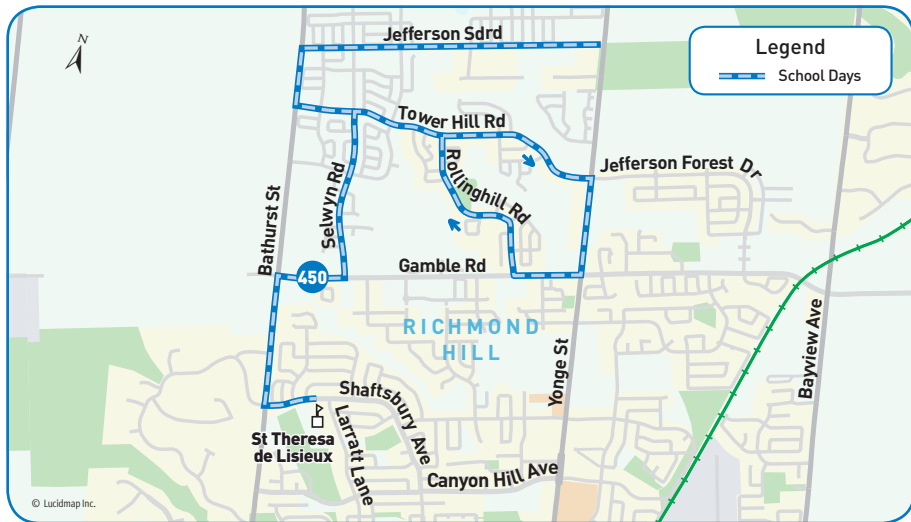 N
Jefferson Sdrd
Legend
School Days
Tower Hill Rd
Jefferson Forest Dr
Rollinghill Rd
Selwyn Rd
Bathurst St
450
Gamble Rd
RICHMOND
HILL
Yonge St
Bayview Ave
Shaftsbury Ave
Larratt Lane
St Theresa
de Lisieux
Canyon Hill Ave
© Lucidmap Inc.